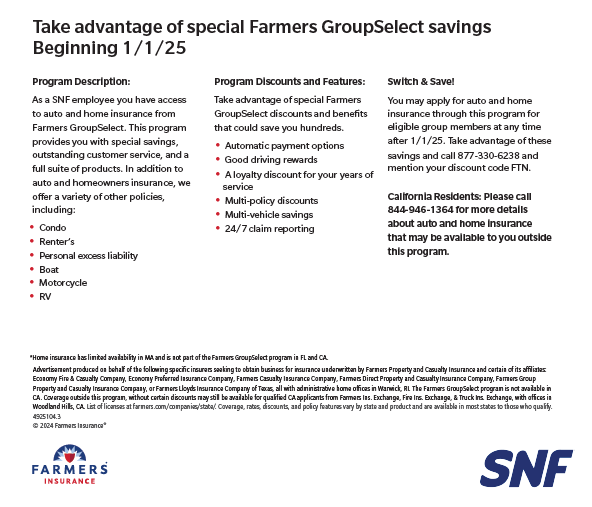 Take advantage of special Farmers GroupSelect savings
Beginning 1/1/25
Program Description:
As a SNF employee you have access
to auto and home insurance from
Farmers GroupSelect. This program
provides you with special savings,
outstanding customer service, and a
full suite of products. In addition to
auto and homeowners insurance, we
offer a variety of other policies,
including:
• Condo
• Renter's
• Personal excess liability
• Boat
• Motorcycle
• RV
Program Discounts and Features:
Take advantage of special Farmers
GroupSelect discounts and benefits
that could save you hundreds.
• Automatic payment options
• Good driving rewards
• A loyalty discount for your years of
service
• Multi-policy discounts
• Multi-vehicle savings
• 24/7 claim reporting
Switch & Save!
You may apply for auto and home
insurance through this program for
eligible group members at any time
after 1/1/25. Take advantage of these
savings and call 877-330-6238 and
mention your discount code FTN.
California Residents: Please call
844-946-1364 for more details
about auto and home insurance
that may be available to you outside
this program.
*Home insurance has limited availability in MA and is not part of the Farmers GroupSelect program in FL and CA.
Advertisement produced on behalf of the following specific insurers seeking to obtain business for insurance underwritten by Farmers Property and Casualty Insurance and certain of its affiliates:
Economy Fire & Casualty Company, Economy Preferred Insurance Company, Farmers Casualty Insurance Company, Farmers Direct Property and Casualty Insurance Company, Farmers Group
Property and Casualty Insurance Company, or Farmers Lloyds Insurance Company of Texas, all with administrative home offices in Warwick, RI. The Farmers GroupSelect program is not available in
CA. Coverage outside this program, without certain discounts may still be available for qualified CA applicants from Farmers Ins. Exchange, Fire Ins. Exchange, & Truck Ins. Exchange, with offices in
Woodland Hills, CA. List of licenses at farmers.com/companies/state/. Coverage, rates, discounts, and policy features vary by state and product and are available in most states to those who qualify.
4925104.3
© 2024 Farmers Insurance®
FARMERS
INSURANCE
SNF